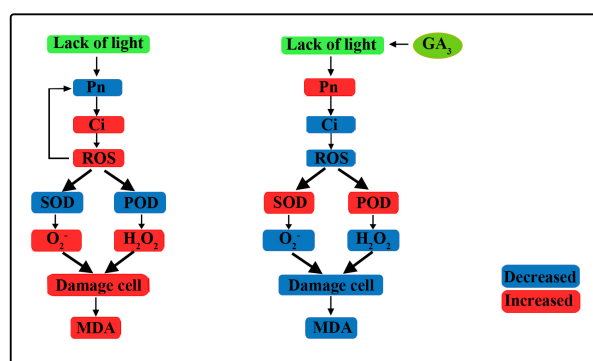 Lack of light
Pn
Ci
ROS
SOD POD
O₂⁻ H₂O₂
Damage cell
MDA
Lack of light GA₃
Pn
Ci
ROS
SOD POD
O₂⁻ H₂O₂
Damage cell
MDA
Decreased
Increased